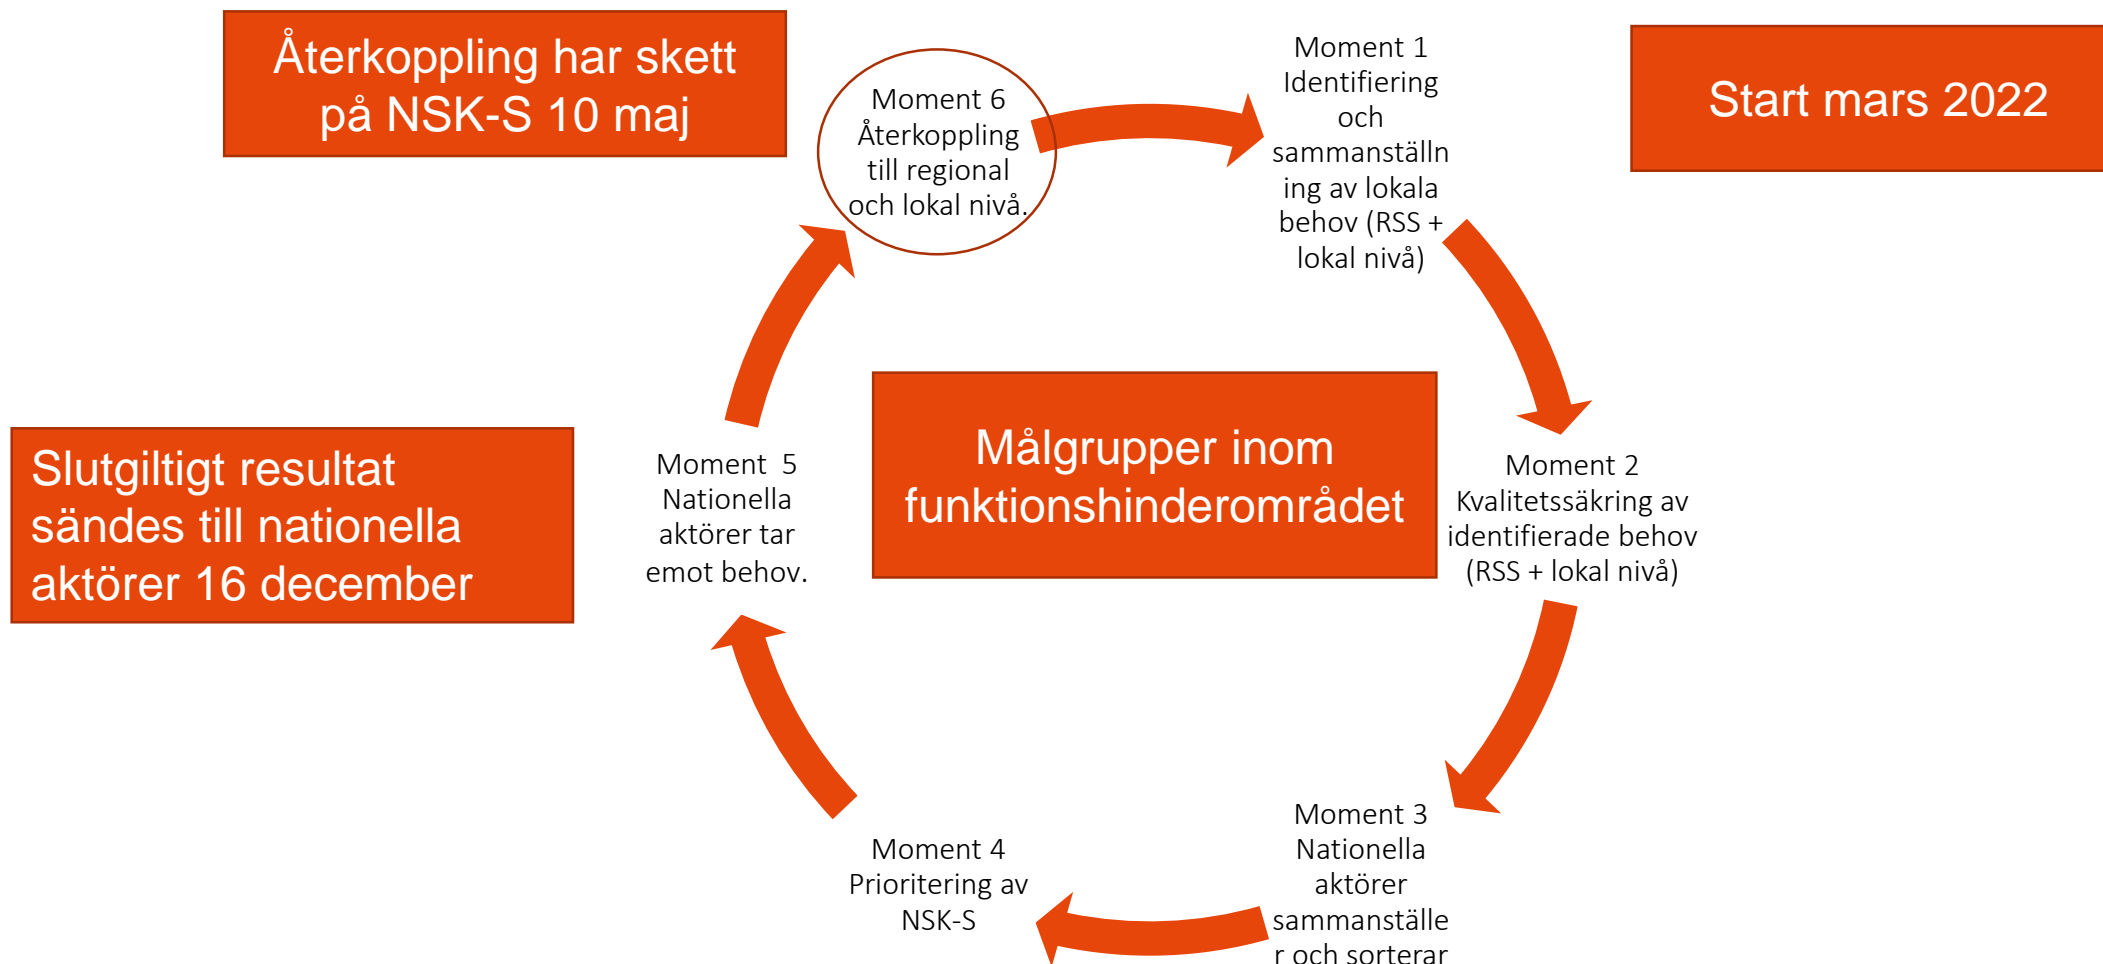 Återkoppling har skett
på NSK-S 10 maj
Moment 6
Återkoppling
till regional
och lokal nivå.
Moment 1
Identifiering
och
sammanställn
ing av lokala
behov (RSS +
lokal nivå)
Start mars 2022
Slutgiltigt resultat
sändes till nationella
aktörer 16 december
Moment  5
Nationella
aktörer tar
emot behov.
Målgrupper inom
funktionshinderområdet
Moment 2
Kvalitetssäkring av
identifierade behov
(RSS + lokal nivå)
Moment 4
Prioritering av
NSK-S
Moment 3
Nationella
aktörer
sammanställe
r och sorterar